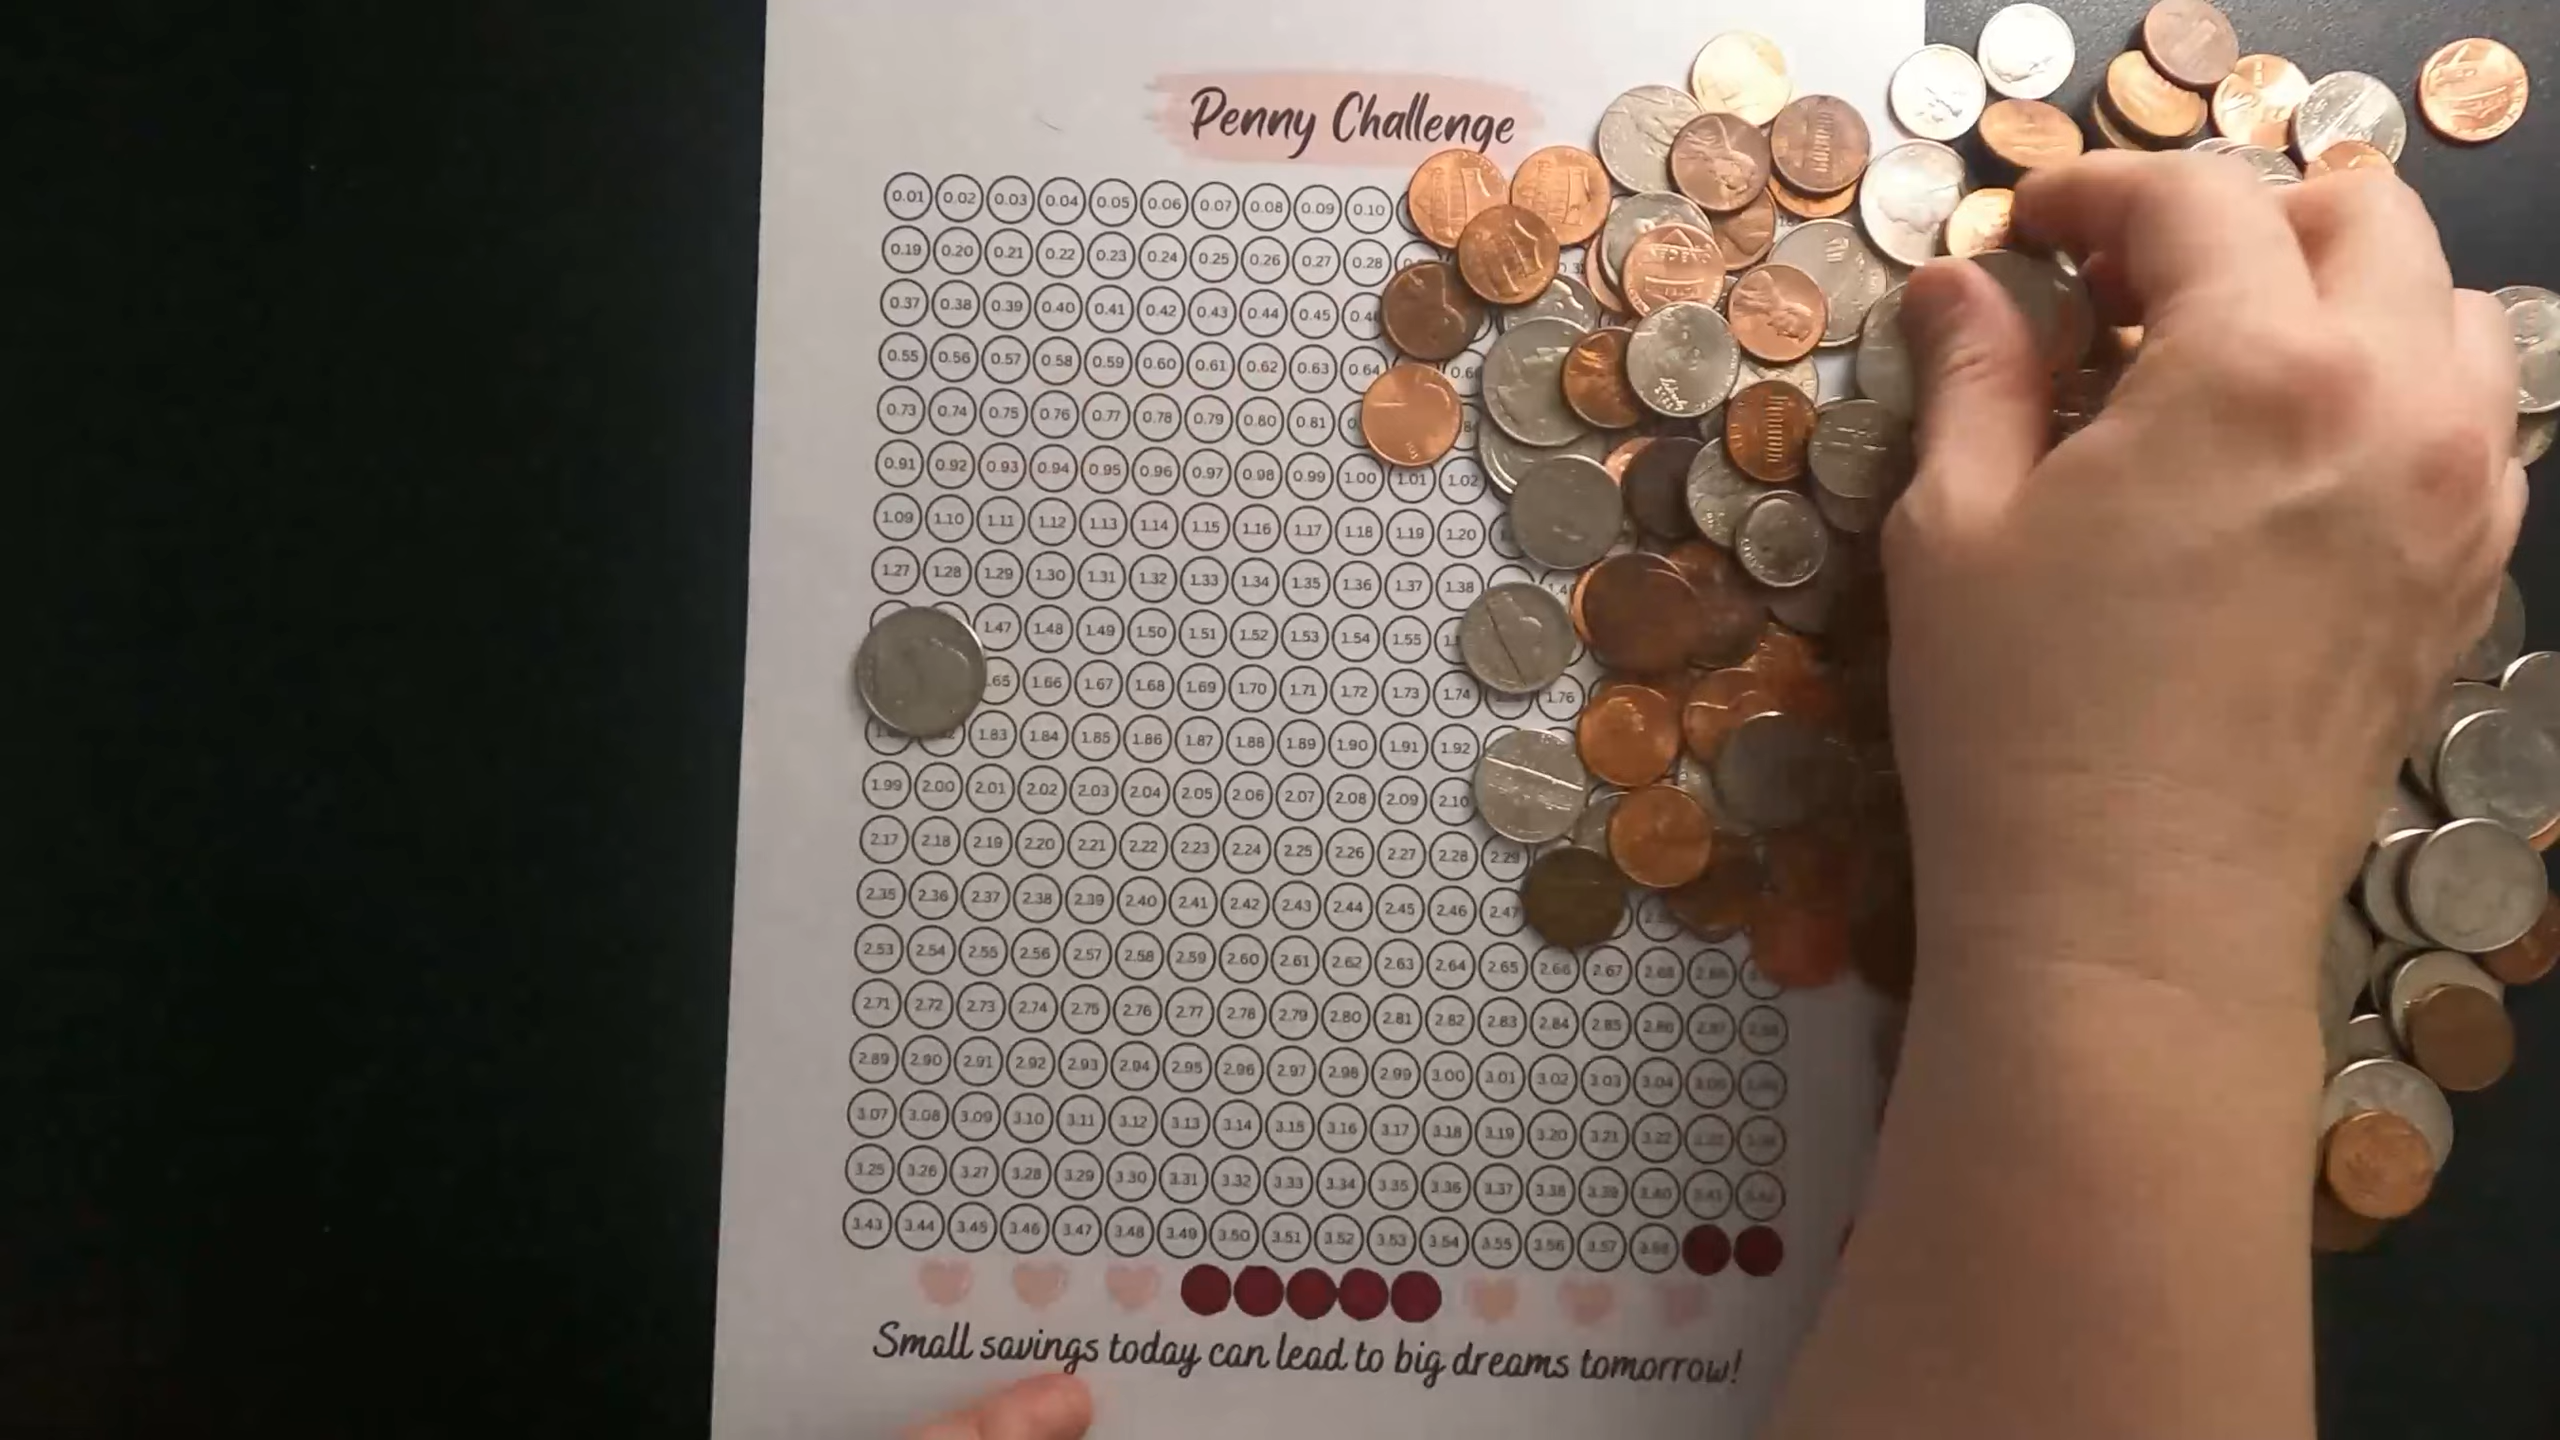 Penny Challenge
0.01 0.02 0.03 0.04 0.05 0.06 0.07 0.08 0.09 0.10
0.19 0.20 0.21 0.22 0.23 0.24 0.25 0.26 0.27 0.28
0.37 0.38 0.39 0.40 0.41 0.42 0.43 0.44 0.45
0.55 0.56 0.57 0.58 0.59 0.60 0.61 0.62 0.63 0.64
0.73 0.74 0.75 0.76 0.77 0.78 0.79 0.80 0.81
0.91 0.92 0.93 0.94 0.95 0.96 0.97 0.98 0.99 1.00 1.01 1.02
1.09 1.10 1.11 1.12 1.13 1.14 1.15 1.16 1.17 1.18 1.19 1.20
1.27 1.28 1.29 1.30 1.31 1.32 1.33 1.34 1.35 1.36 1.37 1.38
1.47 1.48 1.49 1.50 1.51 1.52 1.53 1.54 1.55
1.66 1.67 1.68 1.69 1.70 1.71 1.72 1.73 1.74 1.76
1.83 1.84 1.85 1.86 1.87 1.88 1.89 1.90 1.91 1.92
1.99 2.00 2.01 2.02 2.03 2.04 2.05 2.06 2.07 2.08 2.09 2.10
2.17 2.18 2.19 2.20 2.21 2.22 2.23 2.24 2.25 2.26 2.27 2.28 2.29
2.35 2.36 2.37 2.38 2.39 2.40 2.41 2.42 2.43 2.44 2.45 2.46 2.47
2.53 2.54 2.55 2.56 2.57 2.58 2.59 2.60 2.61 2.62 2.63 2.64 2.65 2.66 2.67 2.68 2.69
2.71 2.72 2.73 2.74 2.75 2.76 2.77 2.78 2.79 2.80 2.81 2.82 2.83 2.84 2.85 2.86 2.87 2.88
2.89 2.90 2.91 2.92 2.93 2.94 2.95 2.96 2.97 2.98 2.99 3.00 3.01 3.02 3.03 3.04 3.05 3.06
3.07 3.08 3.09 3.10 3.11 3.12 3.13 3.14 3.15 3.16 3.17 3.18 3.19 3.20 3.21 3.22
3.25 3.26 3.27 3.28 3.29 3.30 3.31 3.32 3.33 3.34 3.35 3.36 3.37 3.38 3.39 3.40 3.41 3.42
3.43 3.44 3.45 3.46 3.47 3.48 3.49 3.50 3.51 3.52 3.53 3.54 3.55 3.56 3.57 3.58
Small savings today can lead to big dreams tomorrow!